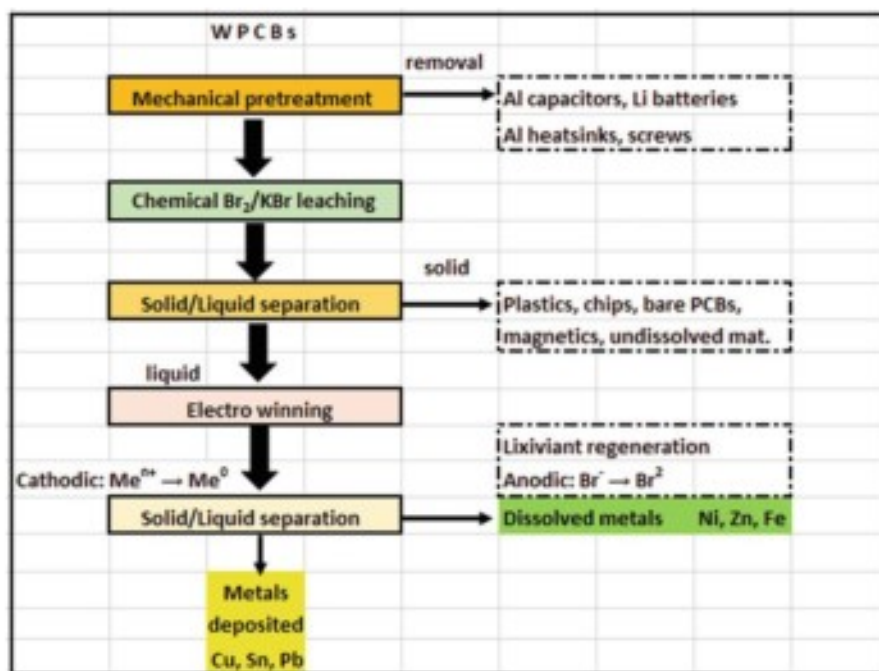 W P C B s
removal
Mechanical pretreatment
Al capacitors, Li batteries
Al heatsinks, screws
Chemical Br₂/KBr leaching
solid
Solid/Liquid separation
Plastics, chips, bare PCBs,
magnetics, undissolved mat.
liquid
Electro winning
Lixiviant regeneration
Cathodic: Meⁿ⁺ → Me⁰
Anodic: Br⁻ → Br²
Solid/Liquid separation
Dissolved metals Ni, Zn, Fe
Metals
deposited
Cu, Sn, Pb